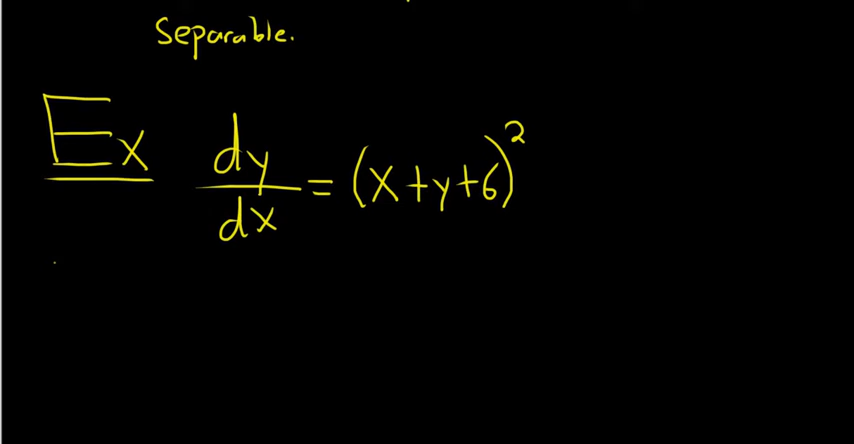 Separable.
Ex dy/dx = (x+y+6)²